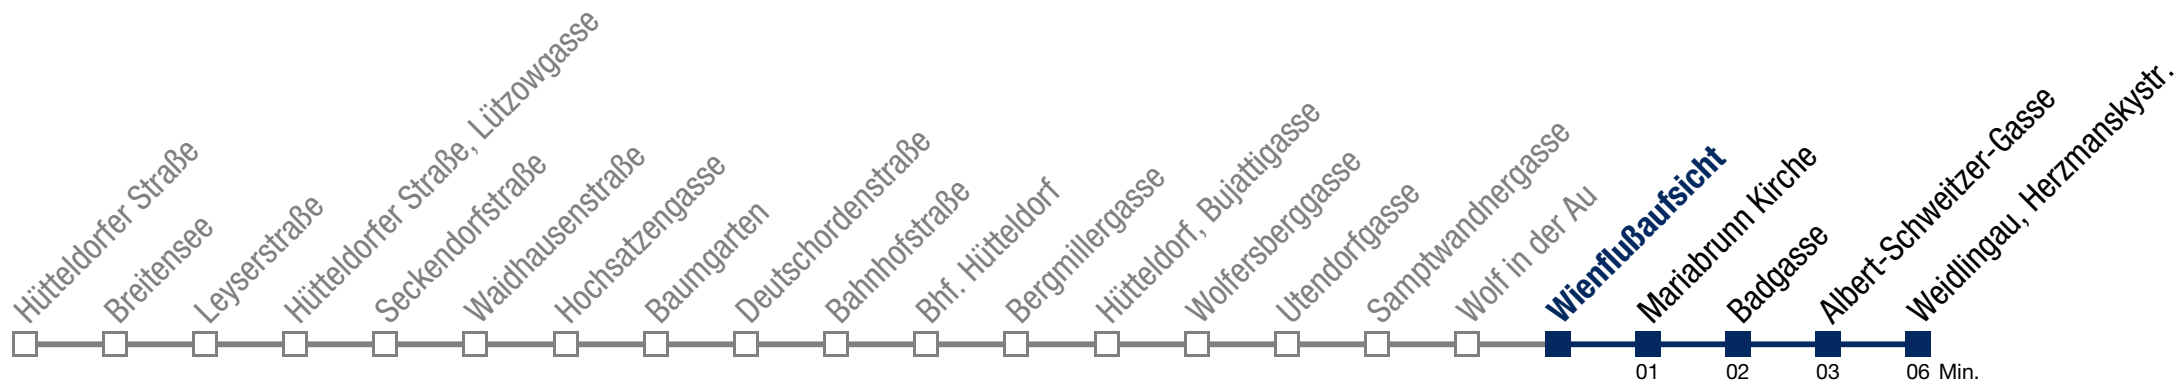 Hütteldorfer Straße
Breitensee
Leyserstraße
Hütteldorfer Straße, Lützowgasse
Seckendorfstraße
Waidhausenstraße
Hochsatzengasse
Baumgarten
Deutschordenstraße
Bahnhofstraße
Bhf. Hütteldorf
Bergmillergasse
Hütteldorf, Bujattigasse
Wolfersberggasse
Utendorfgasse
Samptwandnergasse
Wolf in der Au
Wienflußaufsicht
Mariabrunn Kirche
Badgasse
Albert-Schweitzer-Gasse
Weidlingau, Herzmanskystr.
01 02 03 06 Min.